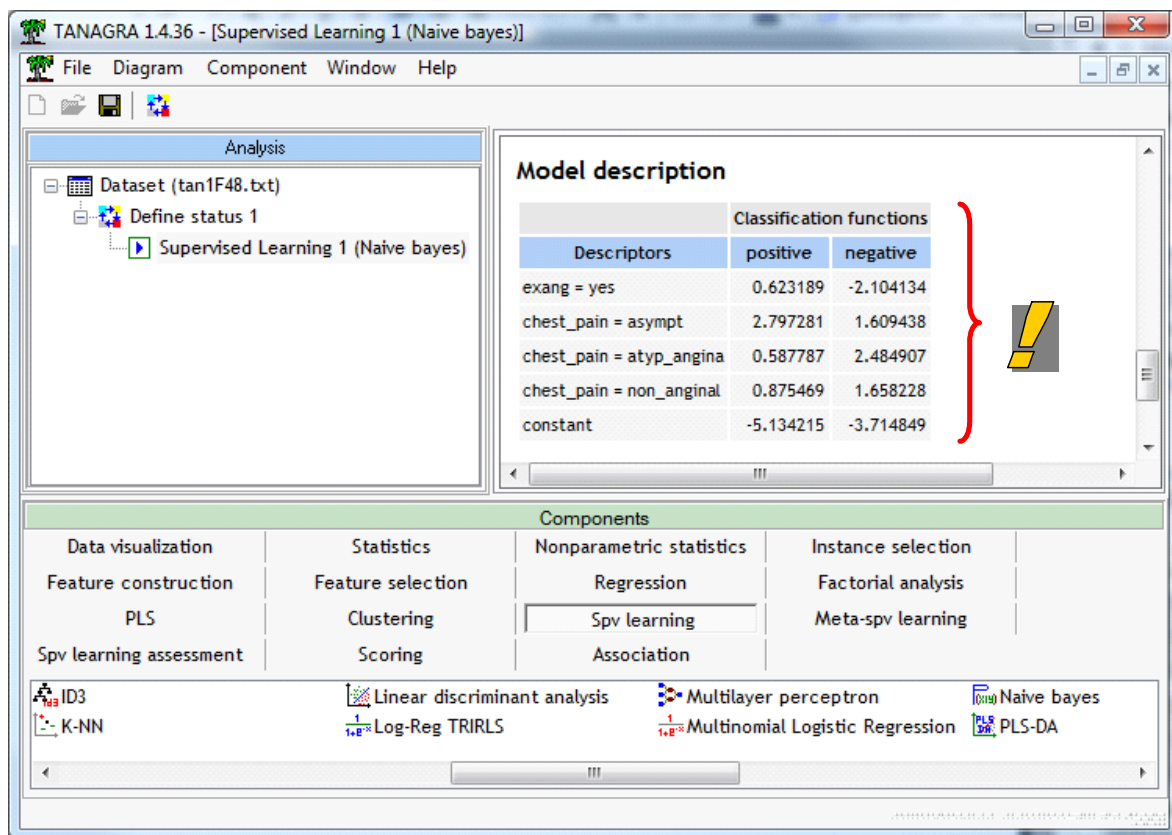 TANAGRA 1.4.36 - [Supervised Learning 1 (Naive bayes)]
File Diagram Component Window Help
Analysis
Dataset (tan1F48.txt)
Define status 1
Supervised Learning 1 (Naive bayes)
Model description
Classification functions
Descriptors positive negative
exang = yes 0.623189 -2.104134
chest_pain = asympt 2.797281 1.609438
chest_pain = atyp_angina 0.587787 2.484907
chest_pain = non_anginal 0.875469 1.658228
constant -5.134215 -3.714849
Components
Data visualization Statistics Nonparametric statistics Instance selection
Feature construction Feature selection Regression Factorial analysis
PLS Clustering Spv learning Meta-spv learning
Spv learning assessment Scoring Association
ID3 Linear discriminant analysis Multilayer perceptron Naive bayes
K-NN Log-Reg TRIRLS Multinomial Logistic Regression PLS-DA